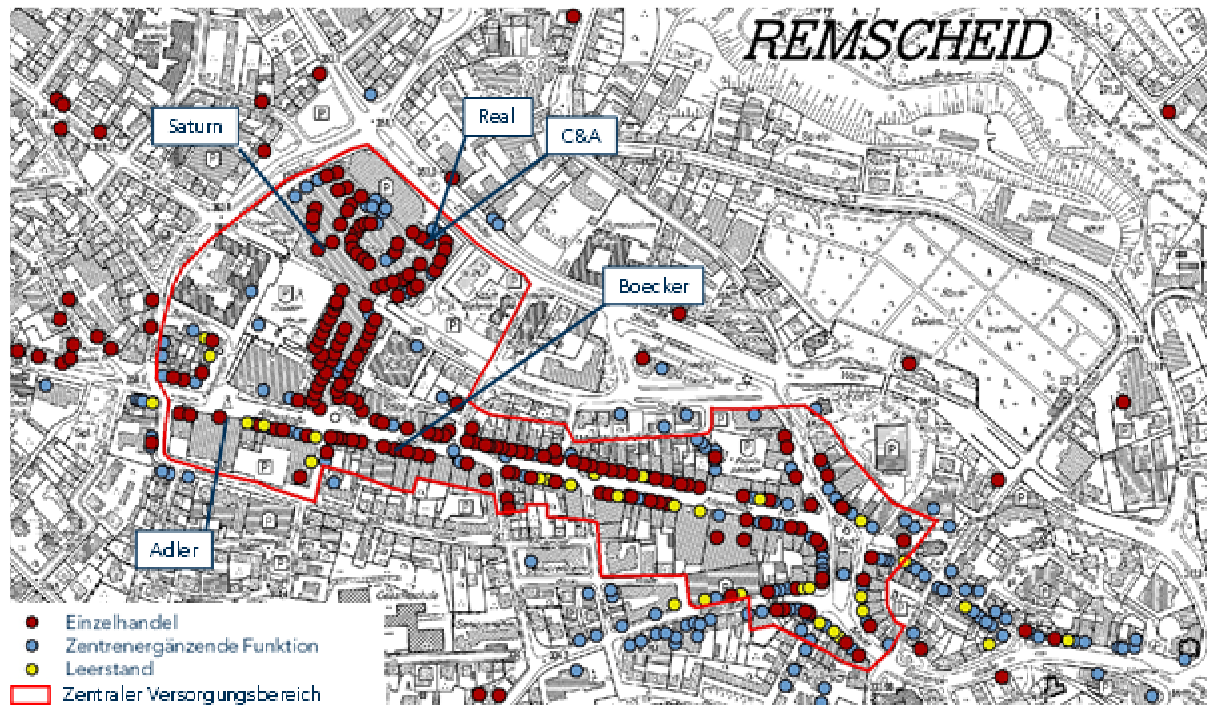 REMSCHEID
Real
Saturn
C&A
Boecker
Adler
Einzelhandel
Zentrenergänzende Funktion
Leerstand
Zentraler Versorgungsbereich
P
P
P
P
P
P
P
P
P
P